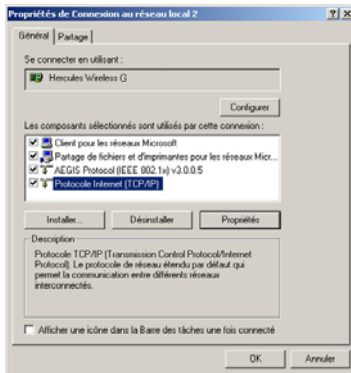 Propriétés de Connexion au réseau local 2
Général
Partage
Se connecter en utilisant :
Hercules Wireless G
Configurer
Les composants sélectionnés sont utilisés par cette connexion :
Client pour les réseaux Microsoft
Partage de fichiers et d'imprimantes pour les réseaux Micr...
AEGIS Protocol (IEEE 802.1x) v3.0.0.5
Protocole Internet (TCP/IP)
Installer...
Désinstaller
Propriétés
Description
Protocole TCP/IP (Transmission Control Protocol/Internet
Protocol). Le protocole de réseau étendu par défaut qui
permet la communication entre différents réseaux
interconnectés.
Afficher une icône dans la Barre des tâches une fois connecté
OK
Annuler